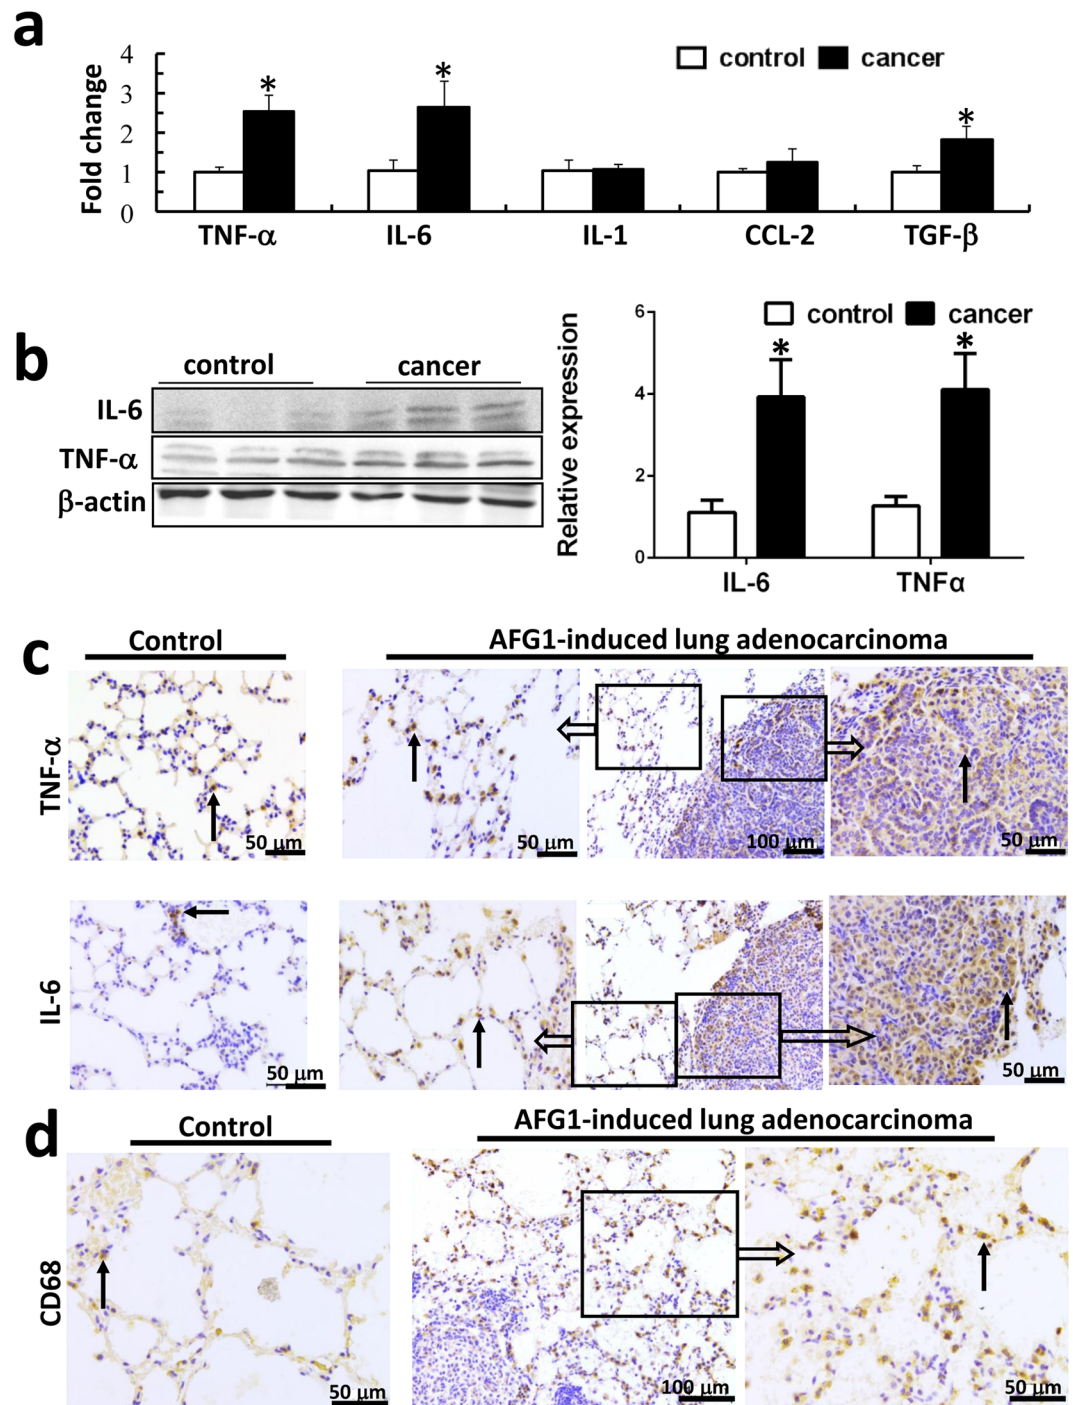 a
Fold change
4
3
2
1
0
control cancer
* * *
TNF-α IL-6 IL-1 CCL-2 TGF-β
b
control cancer
IL-6
TNF-α
β-actin
Relative expression
6
4
2
0
control cancer
* *
IL-6 TNFα
c
Control AFG1-induced lung adenocarcinoma
TNF-α
50 μm 50 μm 100 μm 50 μm
IL-6
50 μm 50 μm
d
Control AFG1-induced lung adenocarcinoma
CD68
50 μm 100 μm 50 μm